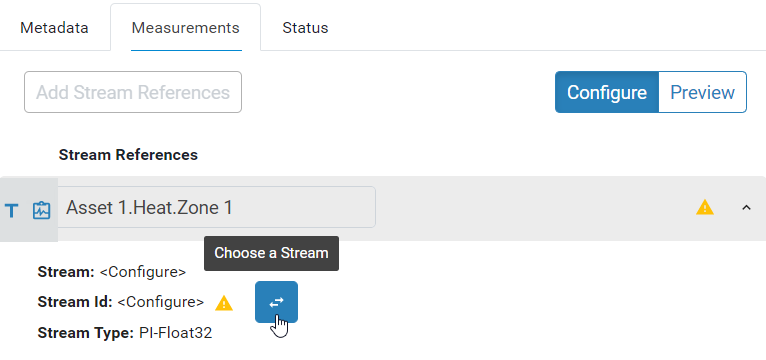 Metadata Measurements Status
Add Stream References Configure Preview
Stream References
T Asset 1.Heat.Zone 1
Choose a Stream
Stream: <Configure>
Stream Id: <Configure>
Stream Type: PI-Float32